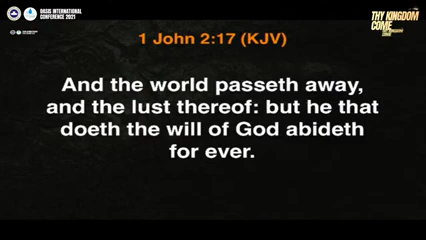 OASIS INTERNATIONAL
CONFERENCE 2021
THY KINGDOM
COME
1 John 2:17 (KJV)
And the world passeth away,
and the lust thereof: but he that
doeth the will of God abideth
for ever.